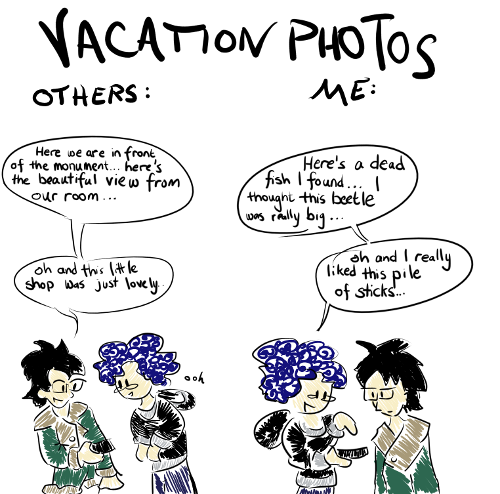 VACATION PHOTOS
OTHERS:
Here we are in front
of the monument... here's
the beautiful view from
our room...
oh and this little
shop was just lovely..
ooh
ME:
Here's a dead
fish I found... I
thought this beetle
was really big...
oh and I really
liked this pile
of sticks...